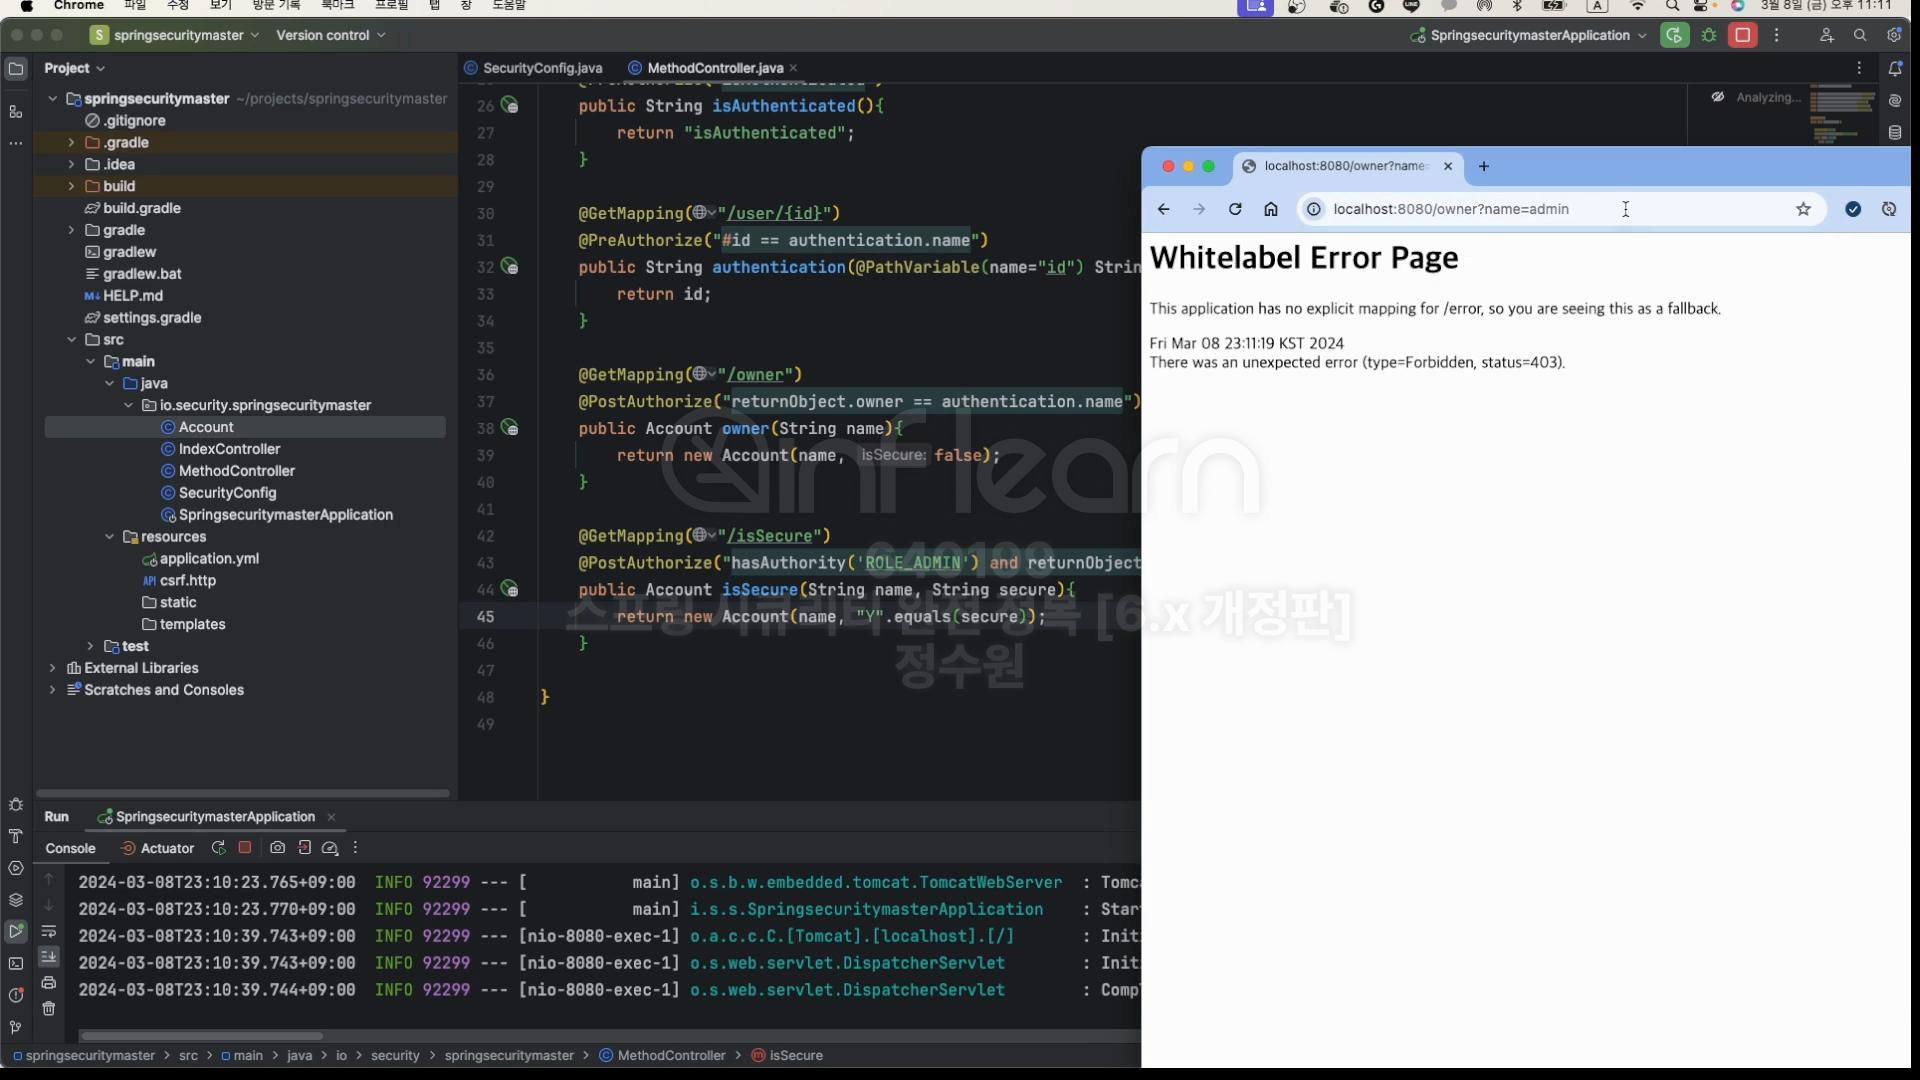 Chrome 파일 수정 보기 방문 기록 북마크 프로필 탭 창 도움말
A 3월 8일 (금) 오후 11:11
S springsecuritymaster Version control
SpringsecuritymasterApplication
Project
springsecuritymaster ~/projects/springsecuritymaster
.gitignore
.gradle
.idea
build
build.gradle
gradle
gradlew
gradlew.bat
M↓ HELP.md
settings.gradle
src
main
java
io.security.springsecuritymaster
Account
IndexController
MethodController
SecurityConfig
SpringsecuritymasterApplication
resources
application.yml
API csrf.http
static
templates
test
External Libraries
Scratches and Consoles
SecurityConfig.java MethodController.java
Analyzing...
26 public String isAuthenticated(){
27 return "isAuthenticated";
28 }
29
30 @GetMapping("/user/{id}")
31 @PreAuthorize("#id == authentication.name")
32 public String authentication(@PathVariable(name="id") Strin
33 return id;
34 }
35
36 @GetMapping("/owner")
37 @PostAuthorize("returnObject.owner == authentication.name")
38 public Account owner(String name){
39 return new Account(name, isSecure: false);
40 }
41
42 @GetMapping("/isSecure")
43 @PostAuthorize("hasAuthority('ROLE_ADMIN') and returnObject
44 public Account isSecure(String name, String secure){
45 return new Account(name, "Y".equals(secure));
46 }
47
48 }
49
inflearn
640199
스프링 시큐리티 완전 정복 [6.x 개정판]
정수원
localhost:8080/owner?name=
localhost:8080/owner?name=admin
Whitelabel Error Page
This application has no explicit mapping for /error, so you are seeing this as a fallback.
Fri Mar 08 23:11:19 KST 2024
There was an unexpected error (type=Forbidden, status=403).
Run SpringsecuritymasterApplication
Console Actuator
2024-03-08T23:10:23.765+09:00 INFO 92299 --- [ main] o.s.b.w.embedded.tomcat.TomcatWebServer : Tomc
2024-03-08T23:10:23.770+09:00 INFO 92299 --- [ main] i.s.s.SpringsecuritymasterApplication : Star
2024-03-08T23:10:39.743+09:00 INFO 92299 --- [nio-8080-exec-1] o.a.c.c.C.[Tomcat].[localhost].[/] : Init
2024-03-08T23:10:39.743+09:00 INFO 92299 --- [nio-8080-exec-1] o.s.web.servlet.DispatcherServlet : Init
2024-03-08T23:10:39.744+09:00 INFO 92299 --- [nio-8080-exec-1] o.s.web.servlet.DispatcherServlet : Comp
springsecuritymaster > src > main > java > io > security > springsecuritymaster > MethodController > isSecure